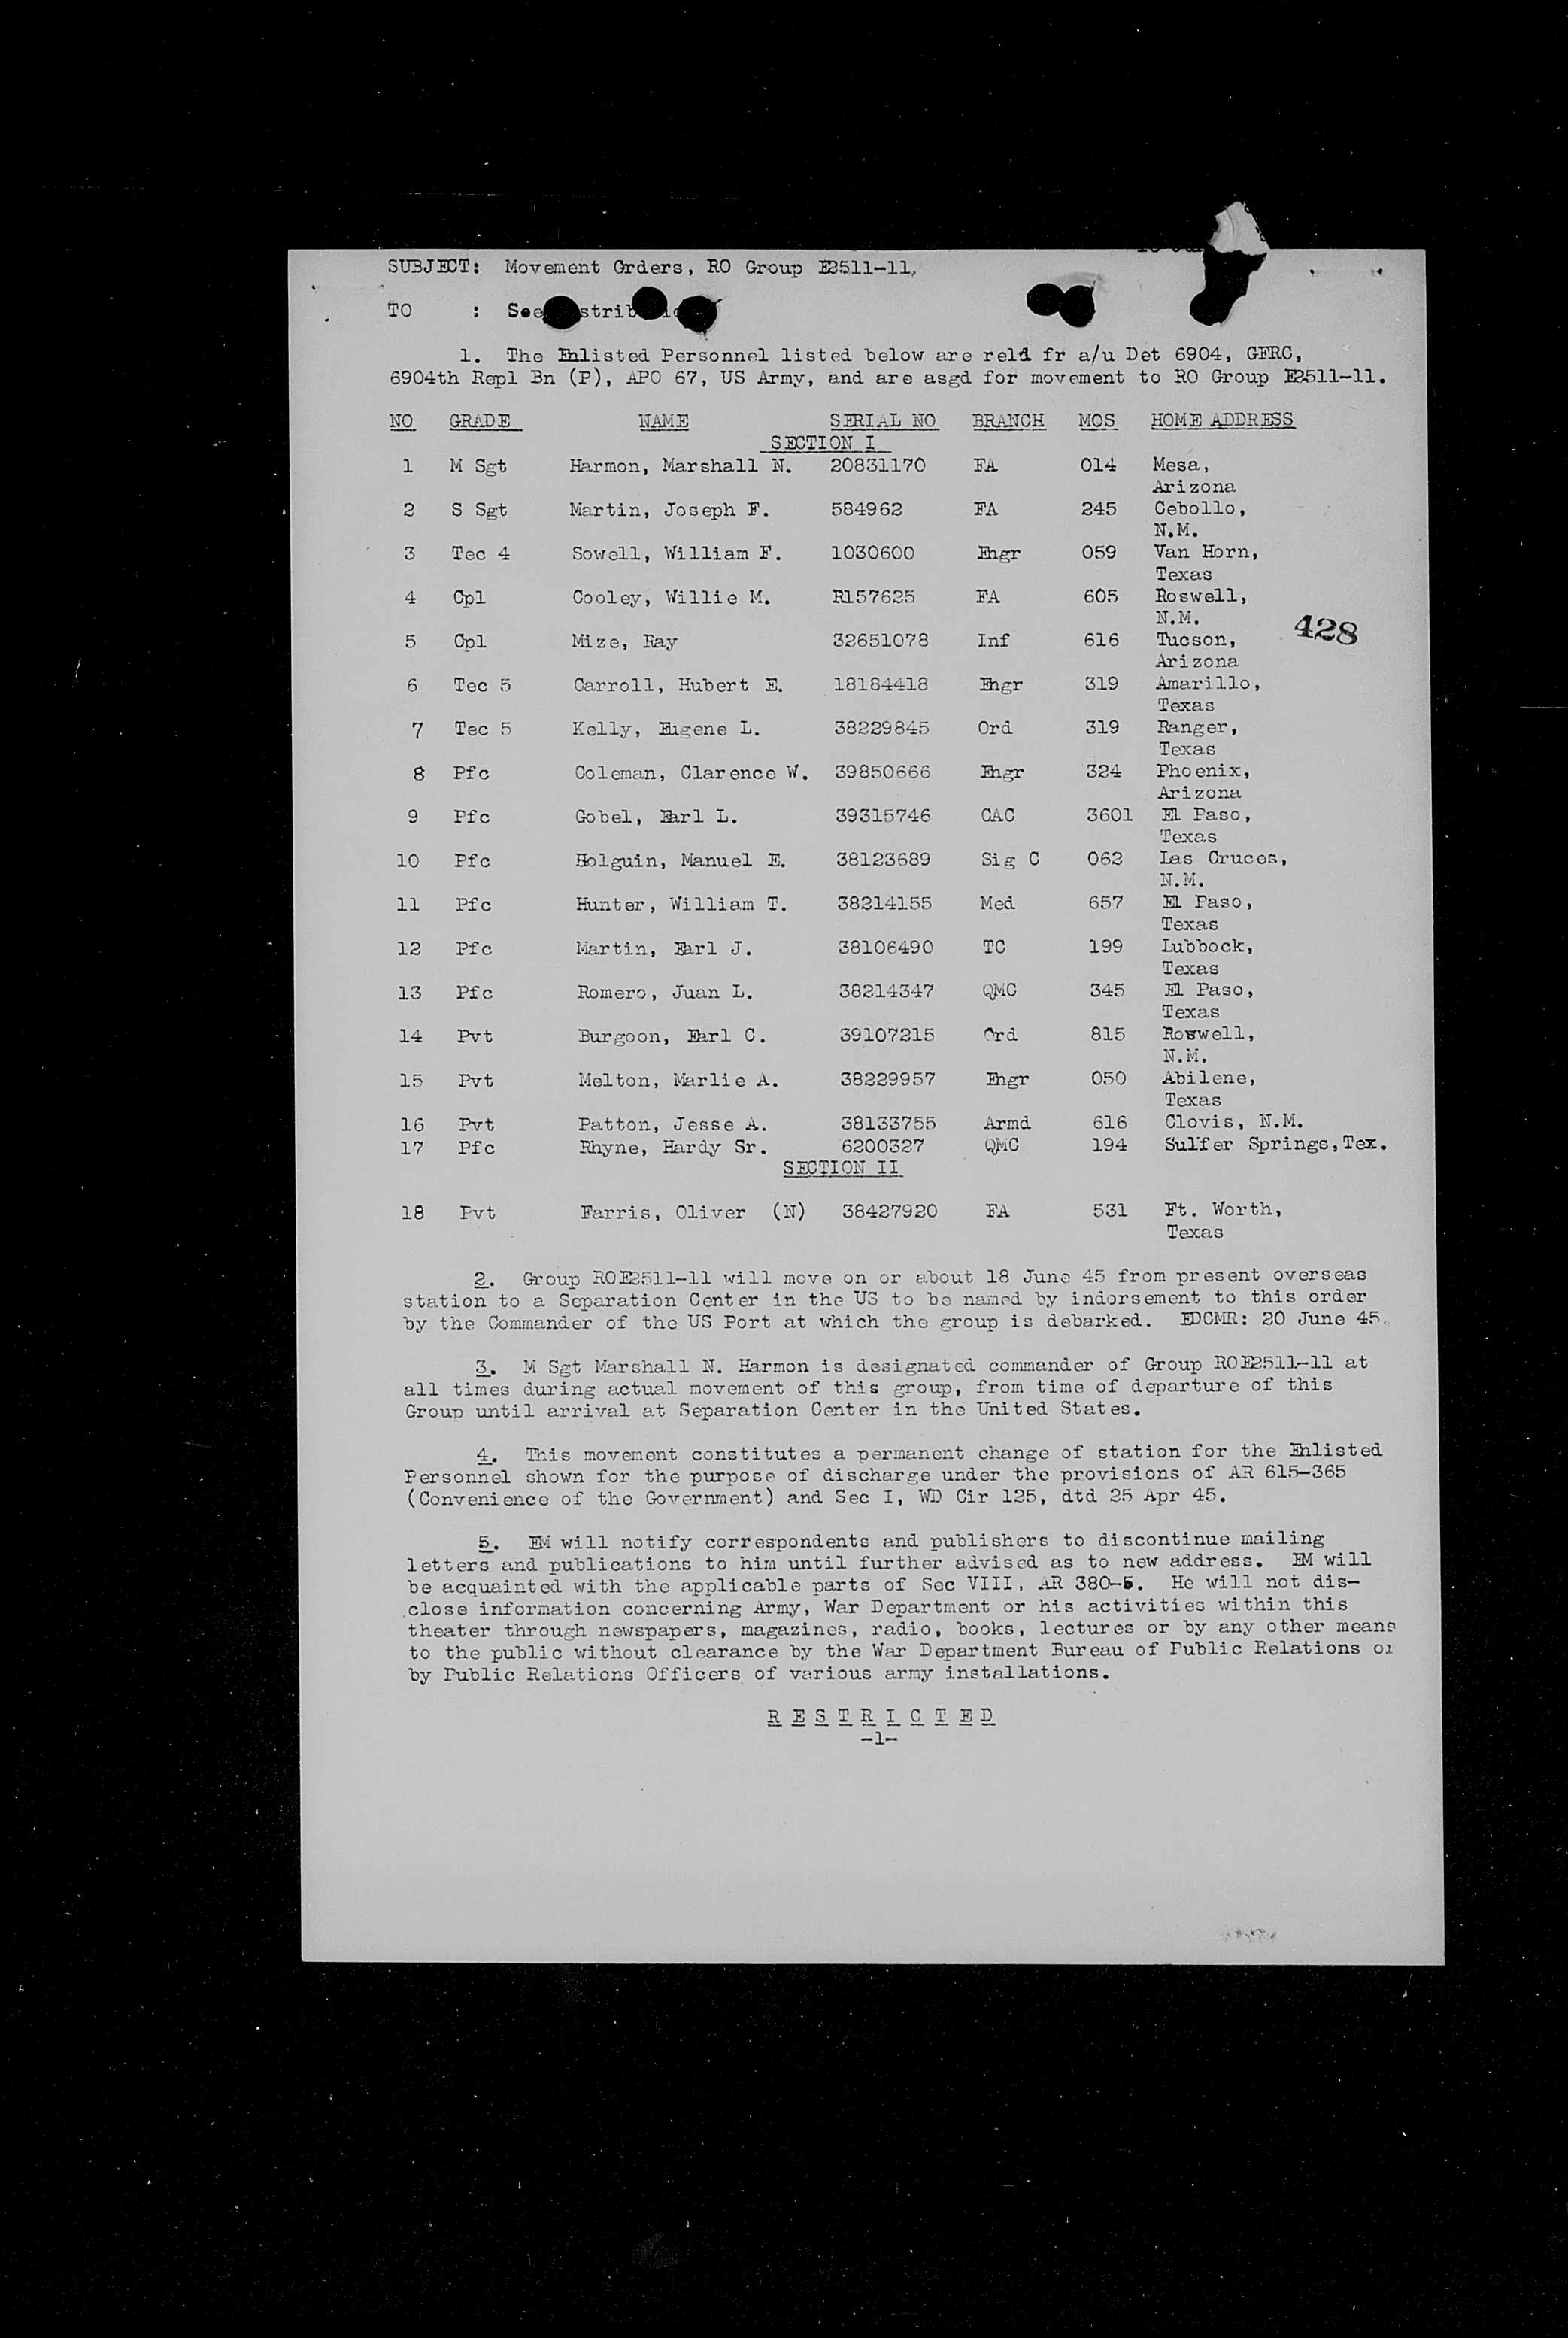 SUBJECT: Movement Orders, RO Group E2511-11.
TO : See
1. The Enlisted Personnel listed below are reld fr a/u Det 6904, GFRC,
6904th Repl Bn (P), APO 67, US Army, and are asgd for movement to RO Group E2511-11.
NO GRADE NAME SERIAL NO BRANCH MOS HOME ADDRESS
SECTION I
1 M Sgt Harmon, Marshall N. 20831170 FA 014 Mesa,
Arizona
2 S Sgt Martin, Joseph F. 584962 FA 245 Cebollo,
N.M.
3 Tec 4 Sowell, William F. 1030600 Engr 059 Van Horn,
Texas
4 Cpl Cooley, Willie M. R157625 FA 605 Roswell,
N.M.
428
5 Cpl Mize, Ray 32651078 Inf 616 Tucson,
Arizona
6 Tec 5 Carroll, Hubert E. 18184418 Engr 319 Amarillo,
Texas
7 Tec 5 Kelly, Eugene L. 38229845 Ord 319 Ranger,
Texas
8 Pfc Coleman, Clarence W. 39850666 Engr 324 Phoenix,
Arizona
9 Pfc Gobel, Earl L. 39315746 CAC 3601 El Paso,
Texas
10 Pfc Holguin, Manuel E. 38123689 Sig C 062 Las Cruces,
N.M.
11 Pfc Hunter, William T. 38214155 Med 657 El Paso,
Texas
12 Pfc Martin, Earl J. 38106490 TC 199 Lubbock,
Texas
13 Pfc Romero, Juan L. 38214347 QMC 345 El Paso,
Texas
14 Pvt Burgoon, Earl C. 39107215 Ord 815 Roswell,
N.M.
15 Pvt Melton, Marlie A. 38229957 Engr 050 Abilene,
Texas
16 Pvt Patton, Jesse A. 38133755 Armd 616 Clovis, N.M.
17 Pfc Rhyne, Hardy Sr. 6200327 QMC 194 Sulfer Springs,Tex.
SECTION II
18 Pvt Farris, Oliver (N) 38427920 FA 531 Ft. Worth,
Texas
2. Group ROE2511-11 will move on or about 18 June 45 from present overseas
station to a Separation Center in the US to be named by indorsement to this order
by the Commander of the US Port at which the group is debarked. EDCMR: 20 June 45.
3. M Sgt Marshall N. Harmon is designated commander of Group ROE2511-11 at
all times during actual movement of this group, from time of departure of this
Group until arrival at Separation Center in the United States.
4. This movement constitutes a permanent change of station for the Enlisted
Personnel shown for the purpose of discharge under the provisions of AR 615-365
(Convenience of the Government) and Sec I, WD Cir 125, dtd 25 Apr 45.
5. EM will notify correspondents and publishers to discontinue mailing
letters and publications to him until further advised as to new address. EM will
be acquainted with the applicable parts of Sec VIII, AR 380-5. He will not dis-
close information concerning Army, War Department or his activities within this
theater through newspapers, magazines, radio, books, lectures or by any other means
to the public without clearance by the War Department Bureau of Public Relations or
by Public Relations Officers of various army installations.
R E S T R I C T E D
-1-